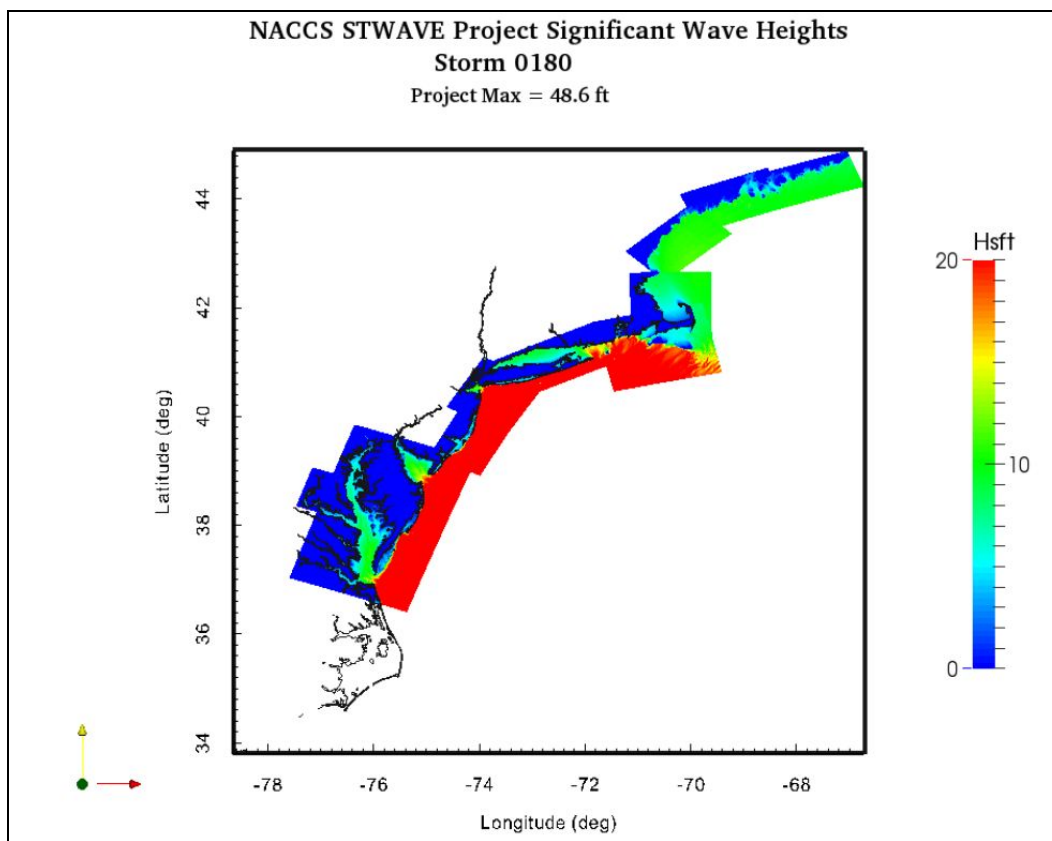 NACCS STWAVE Project Significant Wave Heights
Storm 0180
Project Max = 48.6 ft
Latitude (deg)
44
42
40
38
36
34
-78 -76 -74 -72 -70 -68
Longitude (deg)
Hsft
20
10
0